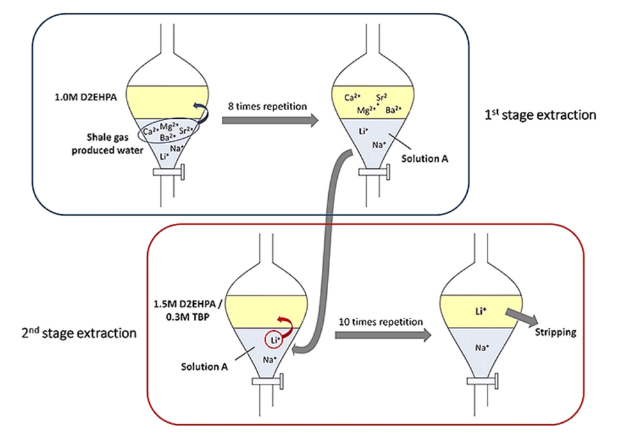 1st stage extraction
1.0M D2EHPA
Shale gas
produced water
Ca²⁺ Mg²⁺ Sr²⁺
Ba²⁺
Na⁺
Li⁺
8 times repetition
Ca²⁺ Sr²
Mg²⁺ Ba²⁺
Li⁺
Na⁺
Solution A
2nd stage extraction
1.5M D2EHPA /
0.3M TBP
Li⁺
Na⁺
Solution A
10 times repetition
Li⁺
Stripping
Na⁺